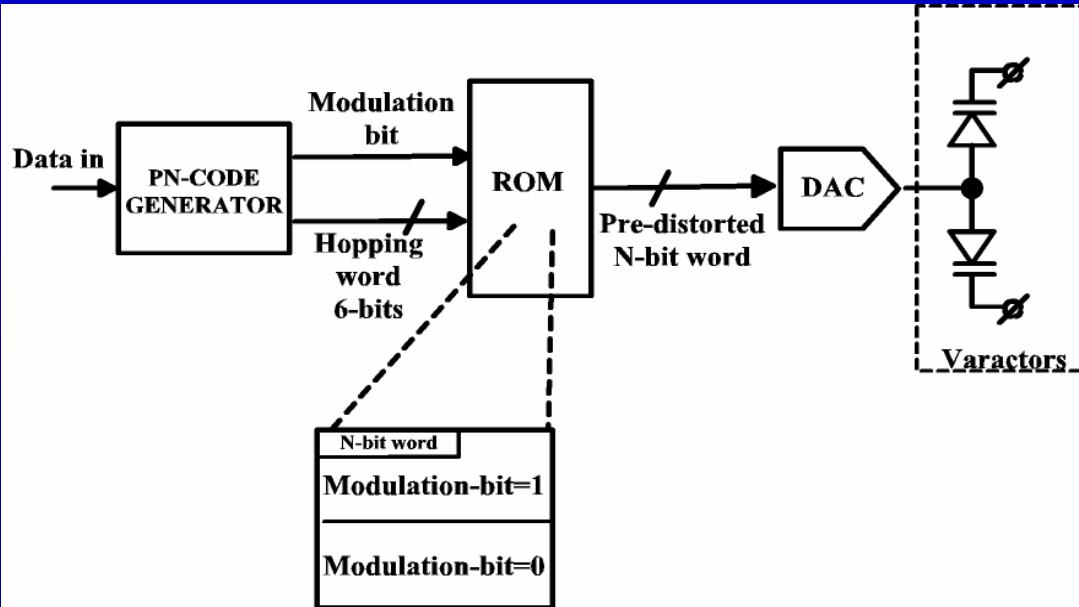 Data in
PN-CODE
GENERATOR
Modulation
bit
Hopping
word
6-bits
ROM
Pre-distorted
N-bit word
DAC
Varactors
N-bit word
Modulation-bit=1
Modulation-bit=0